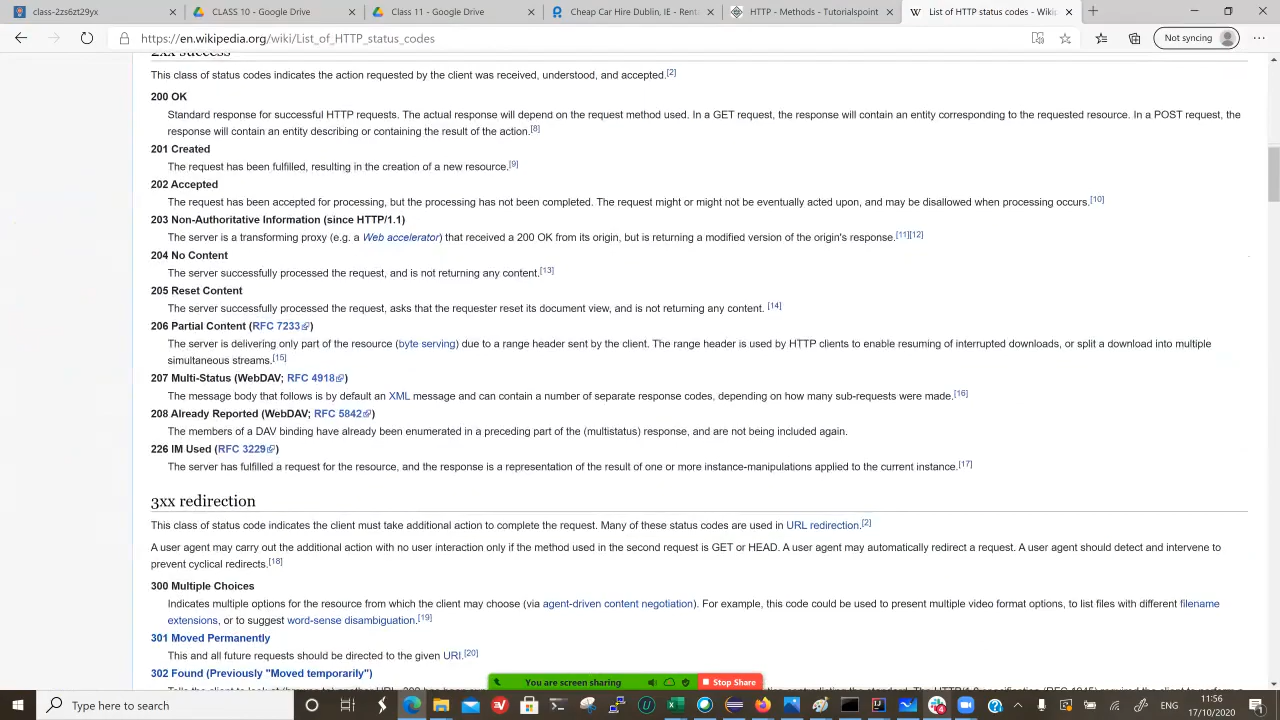 class-2zs6zt29yx
CLASS 10 - Google Drive
Class 11 - Google Drive
Cheap Car Hire Dublin, IE - Renta
HTTP - Methods - Tutorialspoint
List of HTTP status codes - Wikip
https://en.wikipedia.org/wiki/List_of_HTTP_status_codes
Not syncing
2xx success
This class of status codes indicates the action requested by the client was received, understood, and accepted.[2]
200 OK
Standard response for successful HTTP requests. The actual response will depend on the request method used. In a GET request, the response will contain an entity corresponding to the requested resource. In a POST request, the
response will contain an entity describing or containing the result of the action.[8]
201 Created
The request has been fulfilled, resulting in the creation of a new resource.[9]
202 Accepted
The request has been accepted for processing, but the processing has not been completed. The request might or might not be eventually acted upon, and may be disallowed when processing occurs.[10]
203 Non-Authoritative Information (since HTTP/1.1)
The server is a transforming proxy (e.g. a Web accelerator) that received a 200 OK from its origin, but is returning a modified version of the origin's response.[11][12]
204 No Content
The server successfully processed the request, and is not returning any content.[13]
205 Reset Content
The server successfully processed the request, asks that the requester reset its document view, and is not returning any content. [14]
206 Partial Content (RFC 7233)
The server is delivering only part of the resource (byte serving) due to a range header sent by the client. The range header is used by HTTP clients to enable resuming of interrupted downloads, or split a download into multiple
simultaneous streams.[15]
207 Multi-Status (WebDAV; RFC 4918)
The message body that follows is by default an XML message and can contain a number of separate response codes, depending on how many sub-requests were made.[16]
208 Already Reported (WebDAV; RFC 5842)
The members of a DAV binding have already been enumerated in a preceding part of the (multistatus) response, and are not being included again.
226 IM Used (RFC 3229)
The server has fulfilled a request for the resource, and the response is a representation of the result of one or more instance-manipulations applied to the current instance.[17]
3xx redirection
This class of status code indicates the client must take additional action to complete the request. Many of these status codes are used in URL redirection.[2]
A user agent may carry out the additional action with no user interaction only if the method used in the second request is GET or HEAD. A user agent may automatically redirect a request. A user agent should detect and intervene to
prevent cyclical redirects.[18]
300 Multiple Choices
Indicates multiple options for the resource from which the client may choose (via agent-driven content negotiation). For example, this code could be used to present multiple video format options, to list files with different filename
extensions, or to suggest word-sense disambiguation.[19]
301 Moved Permanently
This and all future requests should be directed to the given URI.[20]
302 Found (Previously "Moved temporarily")
You are screen sharing
Stop Share
Type here to search
11:56
17/10/2020